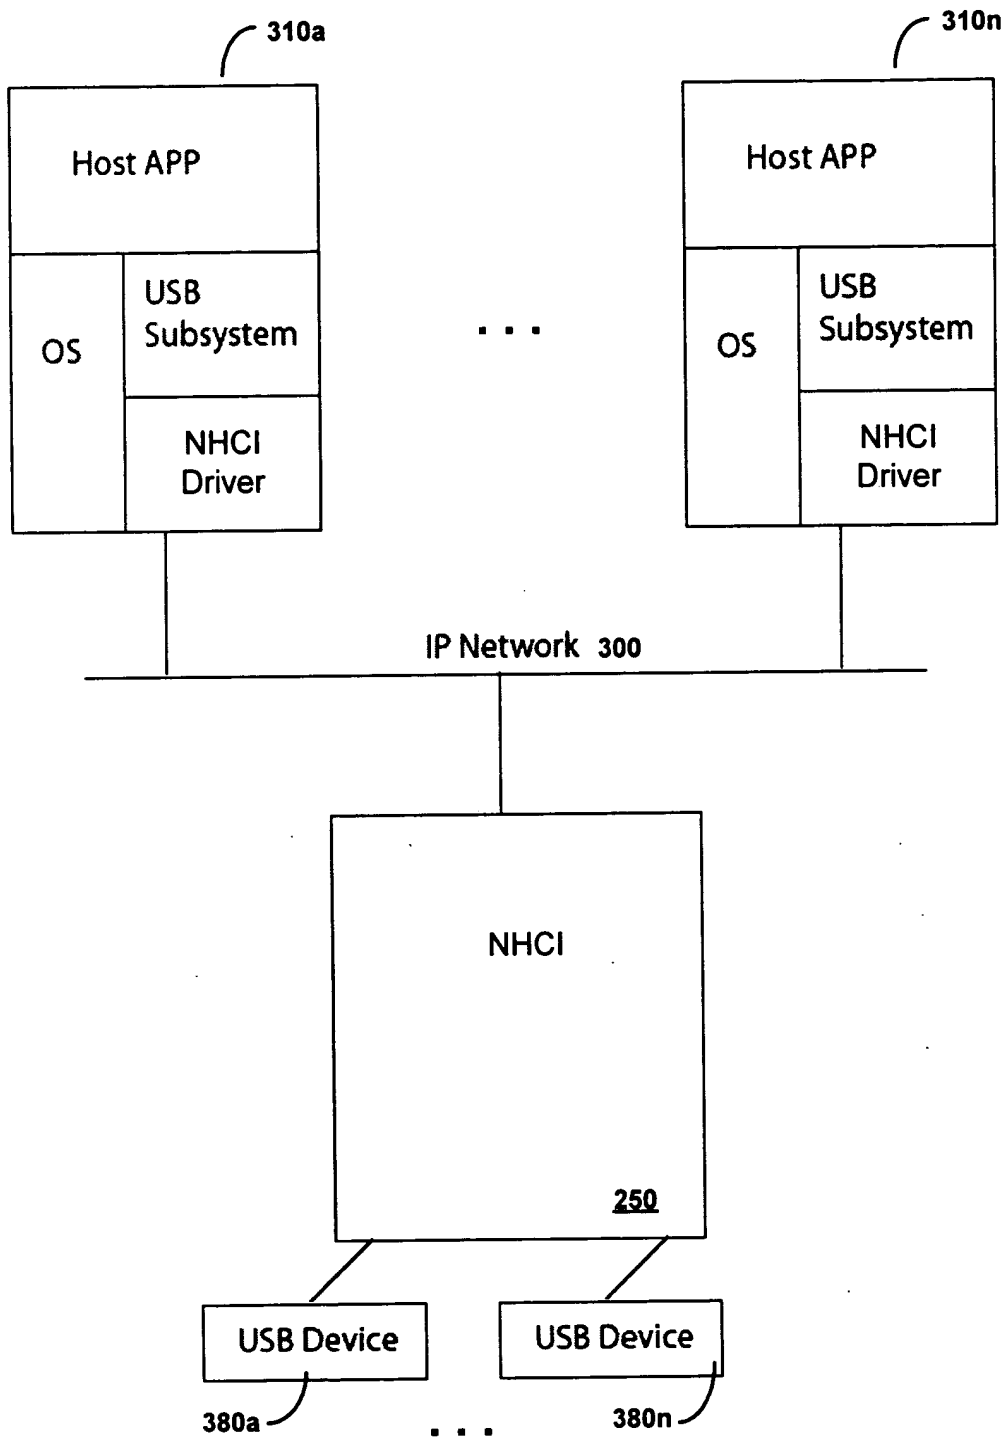 310a
310n
Host APP
Host APP
OS
USB
Subsystem
NHCI
Driver
. . .
OS
USB
Subsystem
NHCI
Driver
IP Network 300
NHCI
250
USB Device
USB Device
380a
380n
. . .